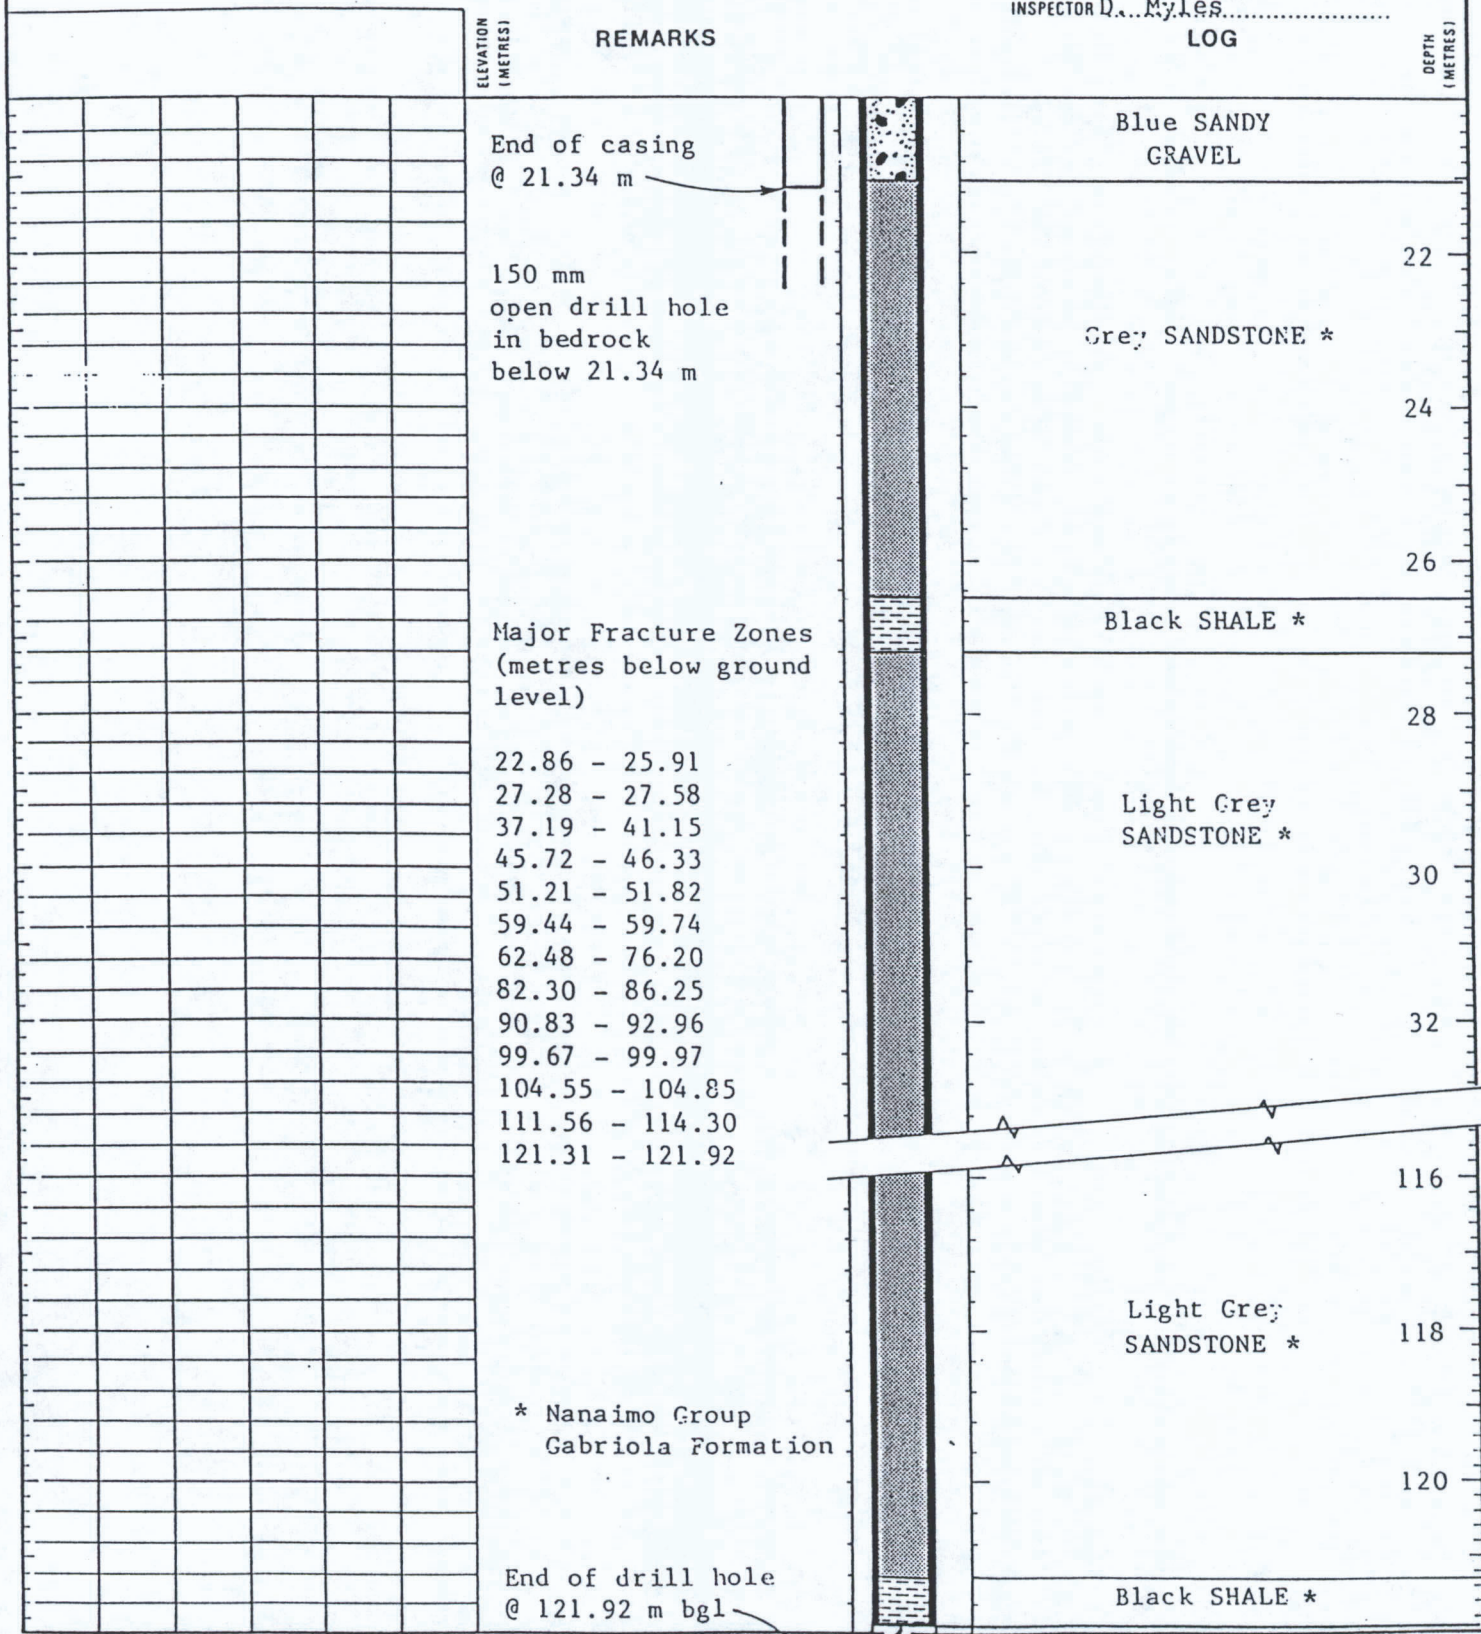 INSPECTOR D. Myles
ELEVATION
(METRES)
REMARKS
LOG
DEPTH
(METRES)
End of casing
@ 21.34 m
150 mm
open drill hole
in bedrock
below 21.34 m
Major Fracture Zones
(metres below ground
level)
22.86 - 25.91
27.28 - 27.58
37.19 - 41.15
45.72 - 46.33
51.21 - 51.82
59.44 - 59.74
62.48 - 76.20
82.30 - 86.25
90.83 - 92.96
99.67 - 99.97
104.55 - 104.85
111.56 - 114.30
121.31 - 121.92
* Nanaimo Group
Gabriola Formation
End of drill hole
@ 121.92 m bgl
Blue SANDY
GRAVEL
22
Grey SANDSTONE *
24
26
Black SHALE *
28
Light Grey
SANDSTONE *
30
32
116
Light Grey
SANDSTONE *
118
120
Black SHALE *